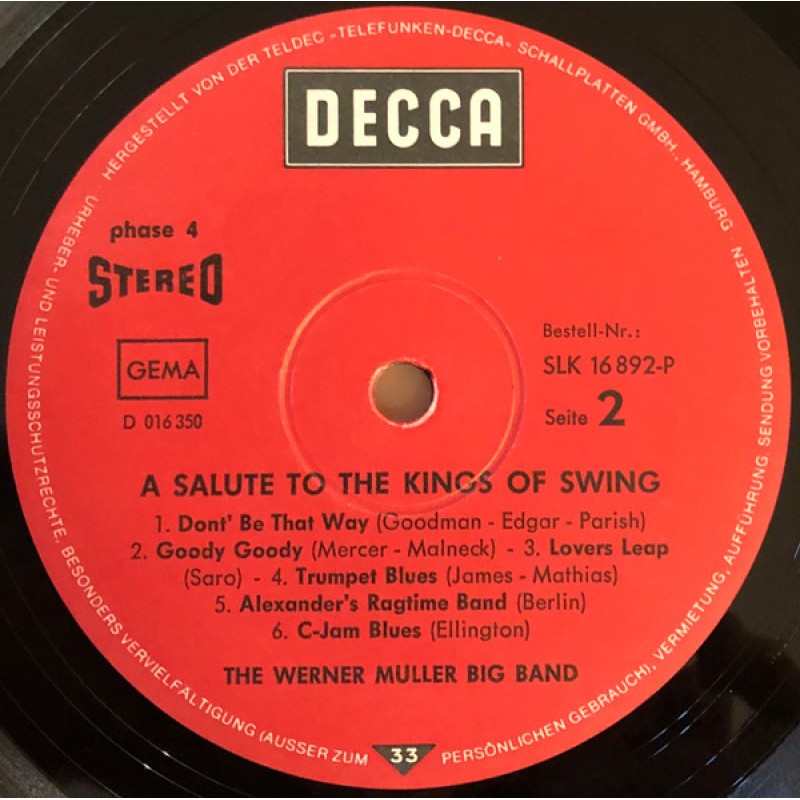 DECCA
phase 4
STEREO
GEMA
D 016 350
Bestell-Nr.:
SLK 16 892-P
Seite 2
A SALUTE TO THE KINGS OF SWING
1. Dont' Be That Way (Goodman - Edgar - Parish)
2. Goody Goody (Mercer - Malneck) - 3. Lovers Leap
(Saro) - 4. Trumpet Blues (James - Mathias)
5. Alexander's Ragtime Band (Berlin)
6. C-Jam Blues (Ellington)
THE WERNER MULLER BIG BAND
33
HERGESTELLT VON DER TELDEC »TELEFUNKEN-DECCA« SCHALLPLATTEN GMBH., HAMBURG · URHEBER- UND LEISTUNGSSCHUTZRECHTE, BESONDERS VERVIELFÄLTIGUNG (AUSSER ZUM PERSÖNLICHEN GEBRAUCH), VERMIETUNG, AUFFÜHRUNG, SENDUNG VORBEHALTEN ·